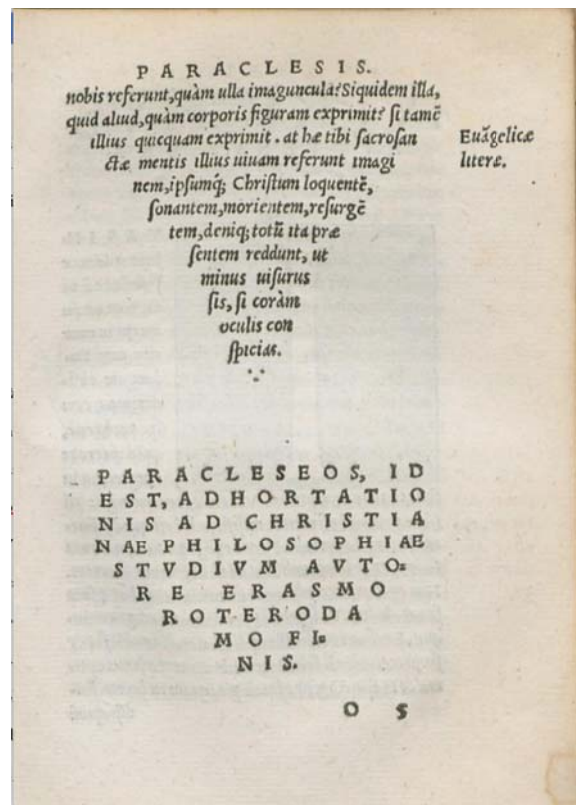 PARACLESIS.
nobis referunt, quàm ulla imaguncula? Siquidem illa,
quid aliud, quàm corporis figuram exprimit? si tamē
illius quicquam exprimit. at hæ tibi sacrosan
ctæ mentis illius uiuam referunt imagi
nem, ipsumq; Christum loquentē,
sonantem, morientem, resurgē
tem, deniq; totū ita præ
sentem reddunt, ut
minus uisurus
sis, si coràm
oculis con
spicias.
Euāgelicæ
literæ.
PARACLESEOS, ID
EST, ADHORTATIO
NIS AD CHRISTIA
NAE PHILOSOPHIAE
STVDIVM AVTO=
RE ERASMO
ROTERODA
MO FI=
NIS.
O 5